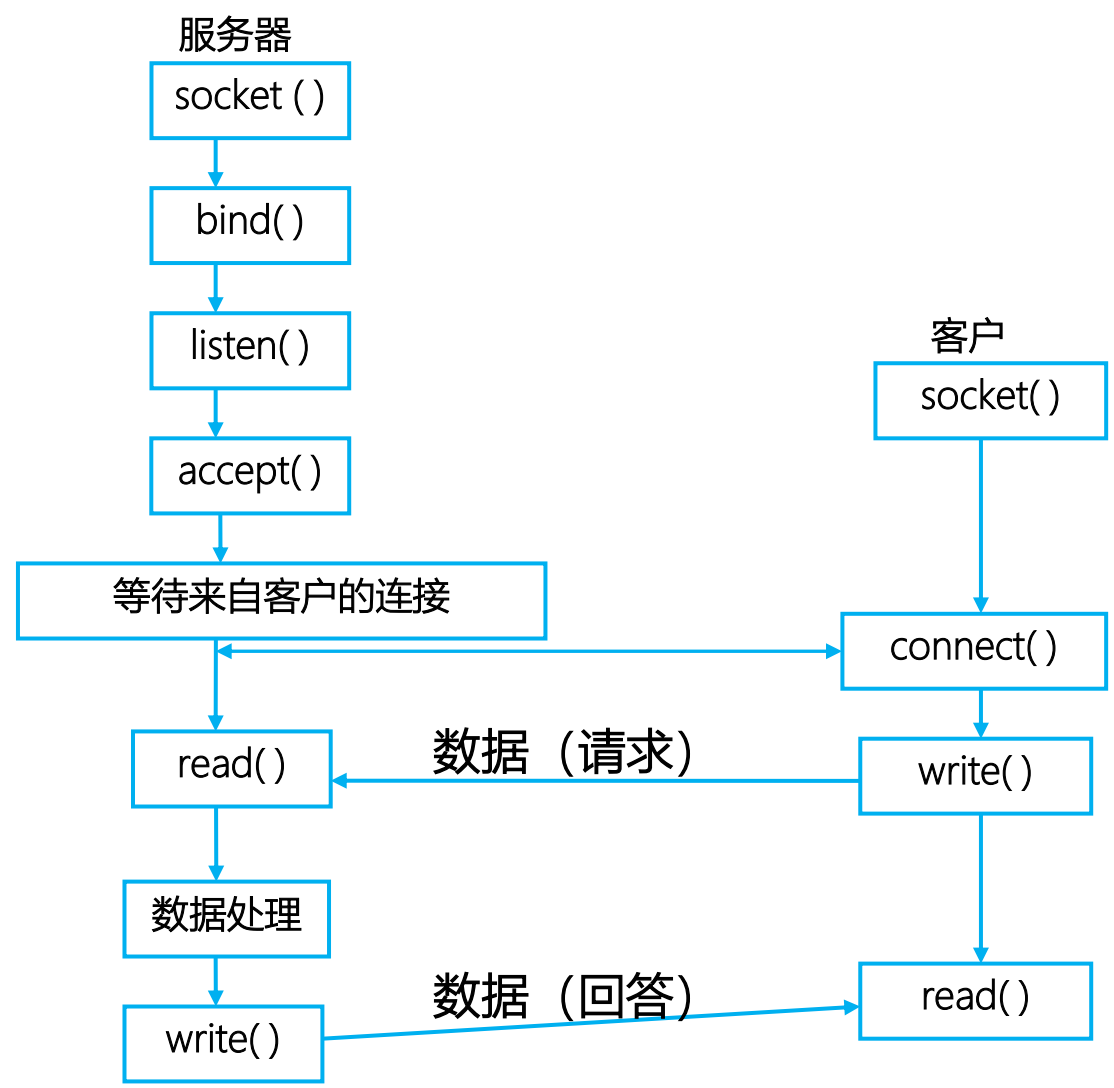 服务器
socket ( )
bind( )
listen( )
accept( )
等待来自客户的连接
read( )
数据处理
write( )
客户
socket( )
connect( )
write( )
read( )
数据（请求）
数据（回答）